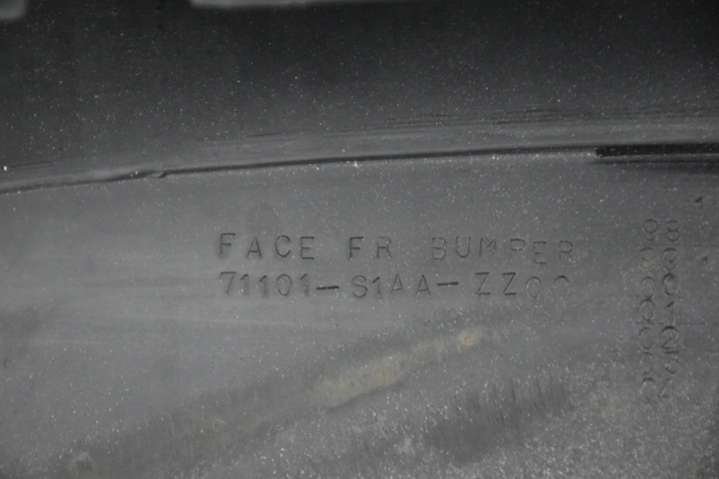 FACE FR BUMPER
71101-S1AA-ZZ00